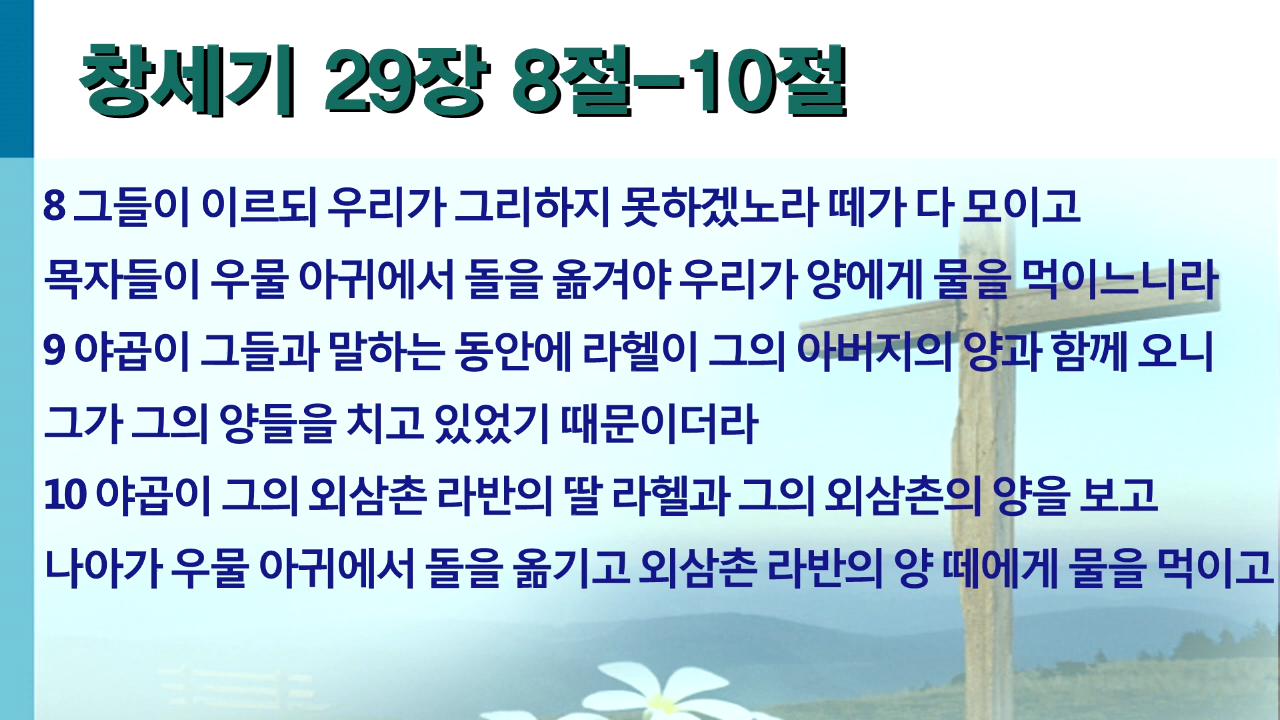 창세기 29장 8절-10절
8 그들이 이르되 우리가 그리하지 못하겠노라 떼가 다 모이고
목자들이 우물 아귀에서 돌을 옮겨야 우리가 양에게 물을 먹이느니라
9 야곱이 그들과 말하는 동안에 라헬이 그의 아버지의 양과 함께 오니
그가 그의 양들을 치고 있었기 때문이더라
10 야곱이 그의 외삼촌 라반의 딸 라헬과 그의 외삼촌의 양을 보고
나아가 우물 아귀에서 돌을 옮기고 외삼촌 라반의 양 떼에게 물을 먹이고